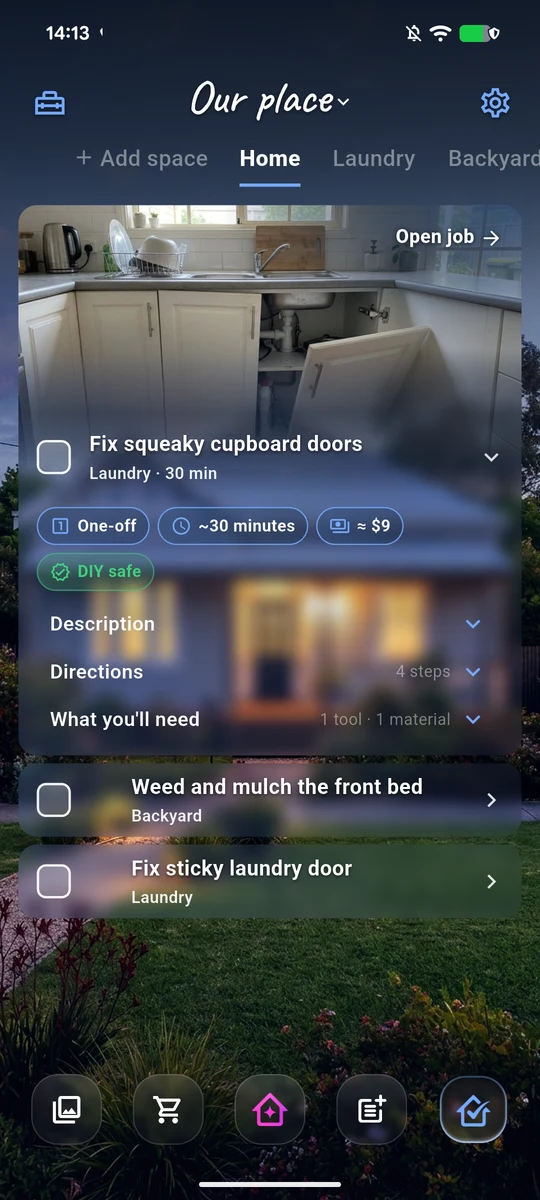 14:13
Our place
+ Add space Home Laundry Backyard
Open job →
Fix squeaky cupboard doors
Laundry · 30 min
1 One-off ~30 minutes ≈ $9
DIY safe
Description
Directions 4 steps
What you'll need 1 tool · 1 material
Weed and mulch the front bed
Backyard
Fix sticky laundry door
Laundry